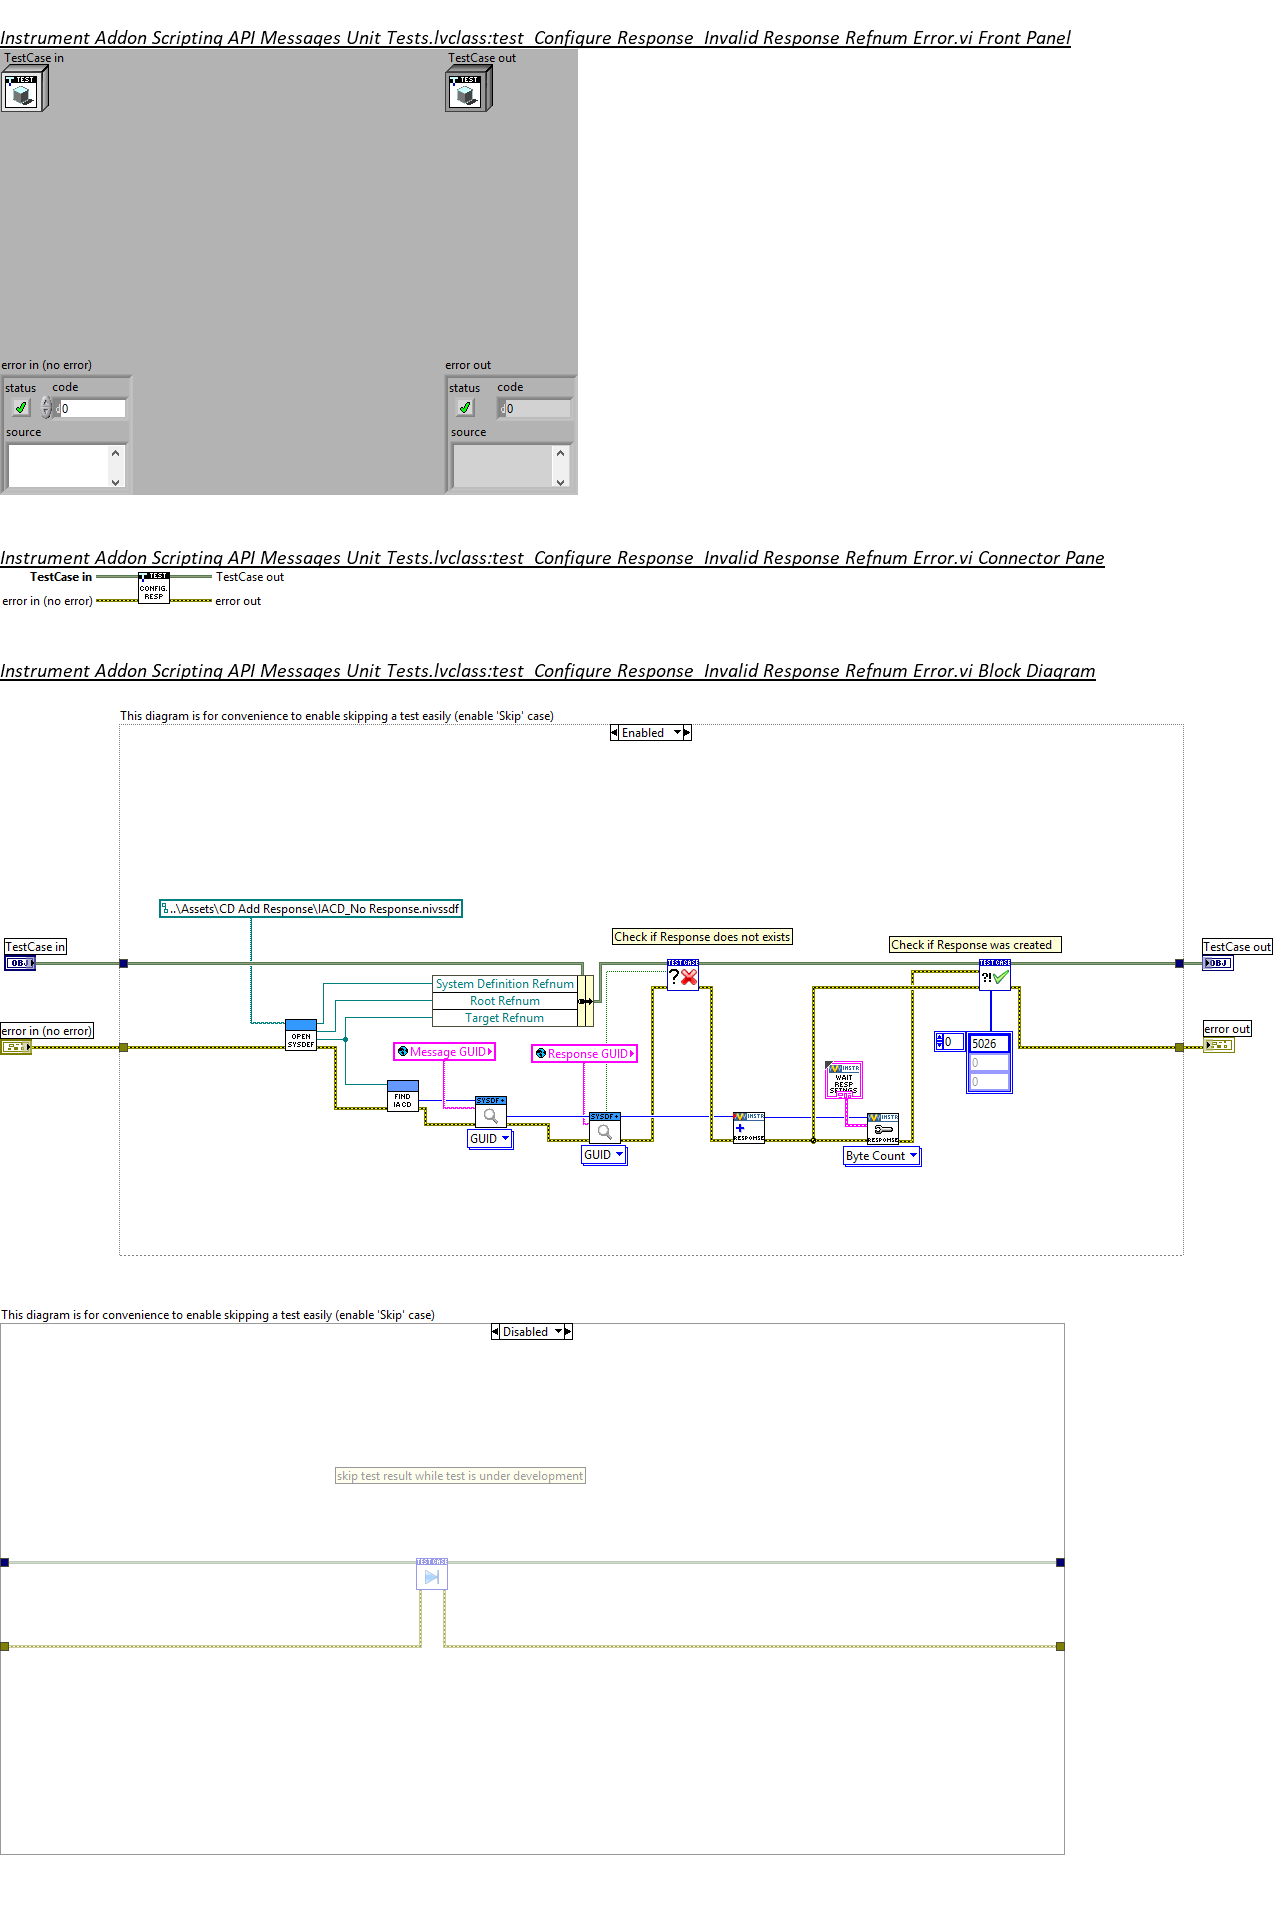 Instrument Addon Scripting API Messages Unit Tests.lvclass:test_Configure Response_Invalid Response Refnum Error.vi Front Panel
TestCase in
TestCase out
TEST
TEST
error in (no error)
error out
status
code
status
code
d0
d0
source
source
Instrument Addon Scripting API Messages Unit Tests.lvclass:test_Configure Response_Invalid Response Refnum Error.vi Connector Pane
TestCase in
TEST
CONFIG.
RESP
TestCase out
error in (no error)
error out
Instrument Addon Scripting API Messages Unit Tests.lvclass:test_Configure Response_Invalid Response Refnum Error.vi Block Diagram
This diagram is for convenience to enable skipping a test easily (enable 'Skip' case)
Enabled
..\Assets\CD Add Response\IACD_No Response.nivssdf
Check if Response does not exists
Check if Response was created
TestCase in
OBJ
TestCase out
OBJ
TEST CASE
?
TEST CASE
?!
System Definition Refnum
Root Refnum
Target Refnum
error in (no error)
error out
OPEN
SYSDEF
Message GUID
Response GUID
0
5026
0
0
INSTR
WAIT
RESP
SETNGS
FIND
IACD
SYSDF
GUID
SYSDF
GUID
INSTR
RESPONSE
INSTR
RESPONSE
Byte Count
This diagram is for convenience to enable skipping a test easily (enable 'Skip' case)
Disabled
skip test result while test is under development
TEST CASE